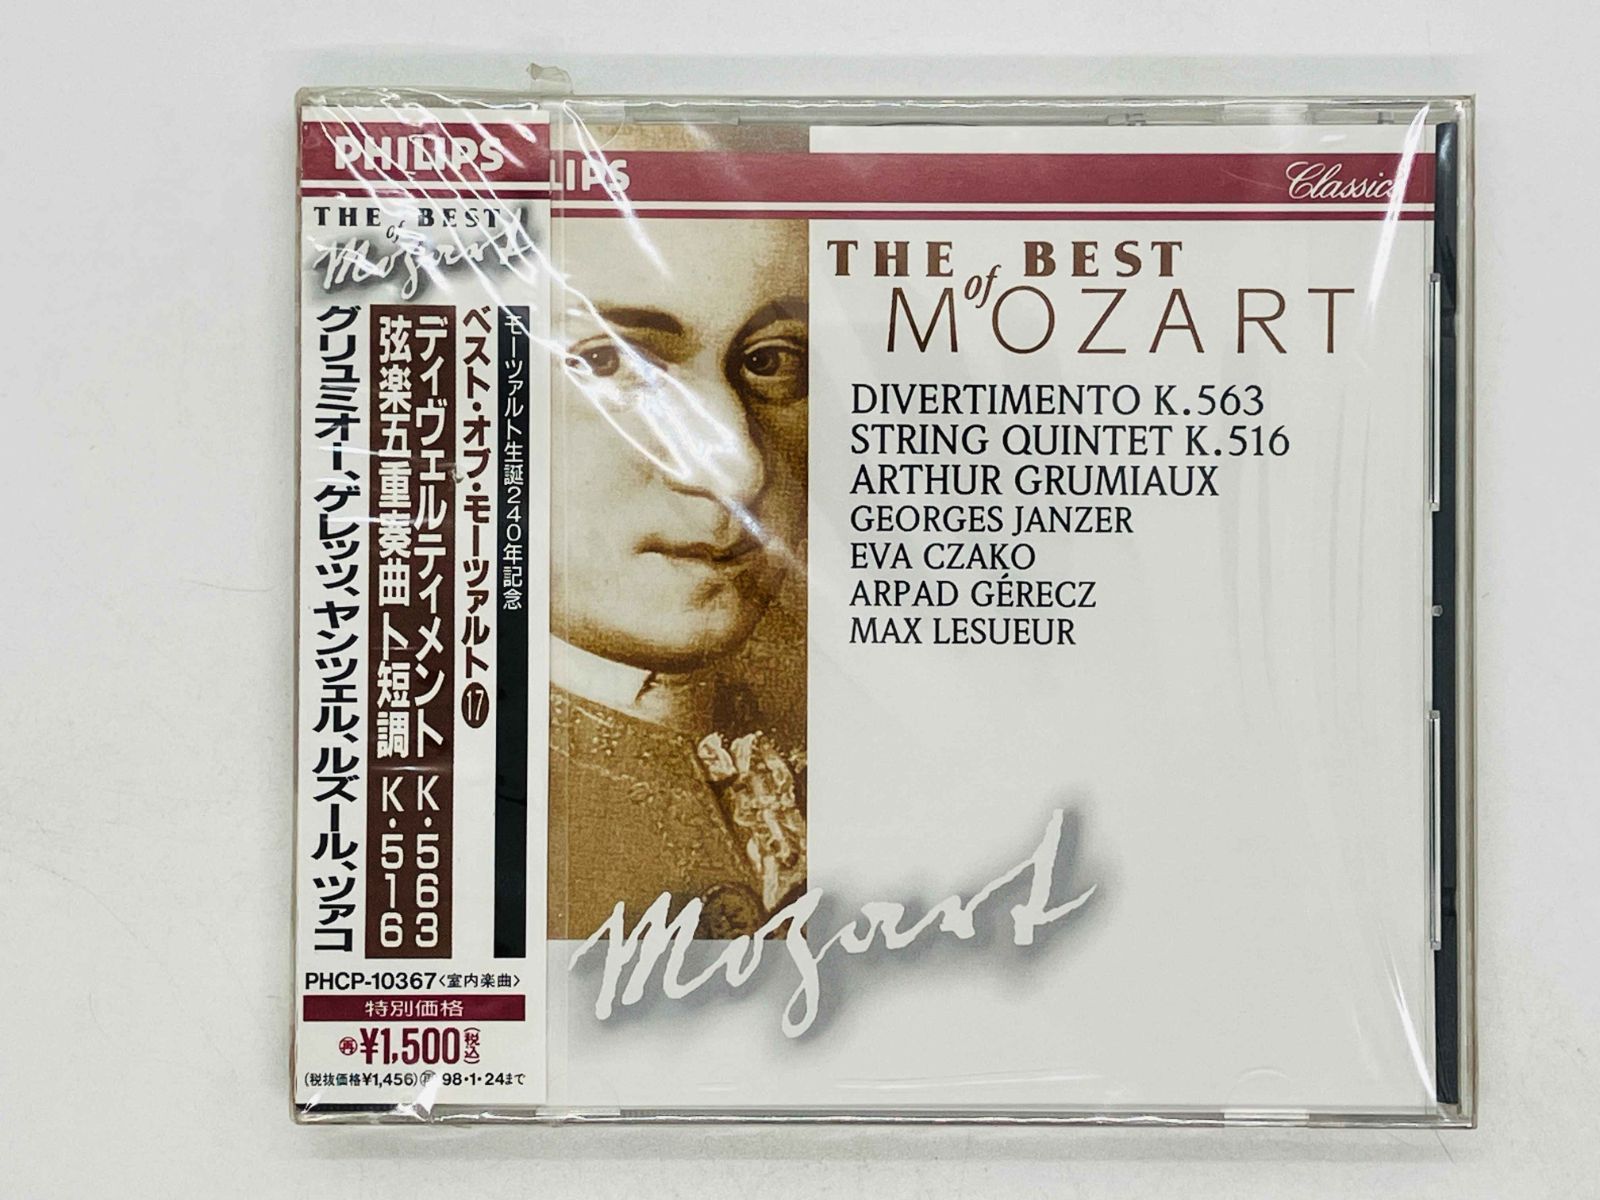 PHILIPS
THE BEST
of
Mozart
モーツァルト生誕240年記念
ベスト・オブ・モーツァルト⑰
ディヴェルティメント K・563
弦楽五重奏曲 ト短調 K・516
グリュミオー、ゲレッツ、ヤンツェル、ルズール、ツァコ
PHCP-10367〈室内楽曲〉
特別価格
再¥1,500(税込)
(税抜価格¥1,456)再98・1・24まで
LIPS
Classics
THE BEST
of
MOZART
DIVERTIMENTO K.563
STRING QUINTET K.516
ARTHUR GRUMIAUX
GEORGES JANZER
EVA CZAKO
ARPAD GÉRECZ
MAX LESUEUR
Mozart